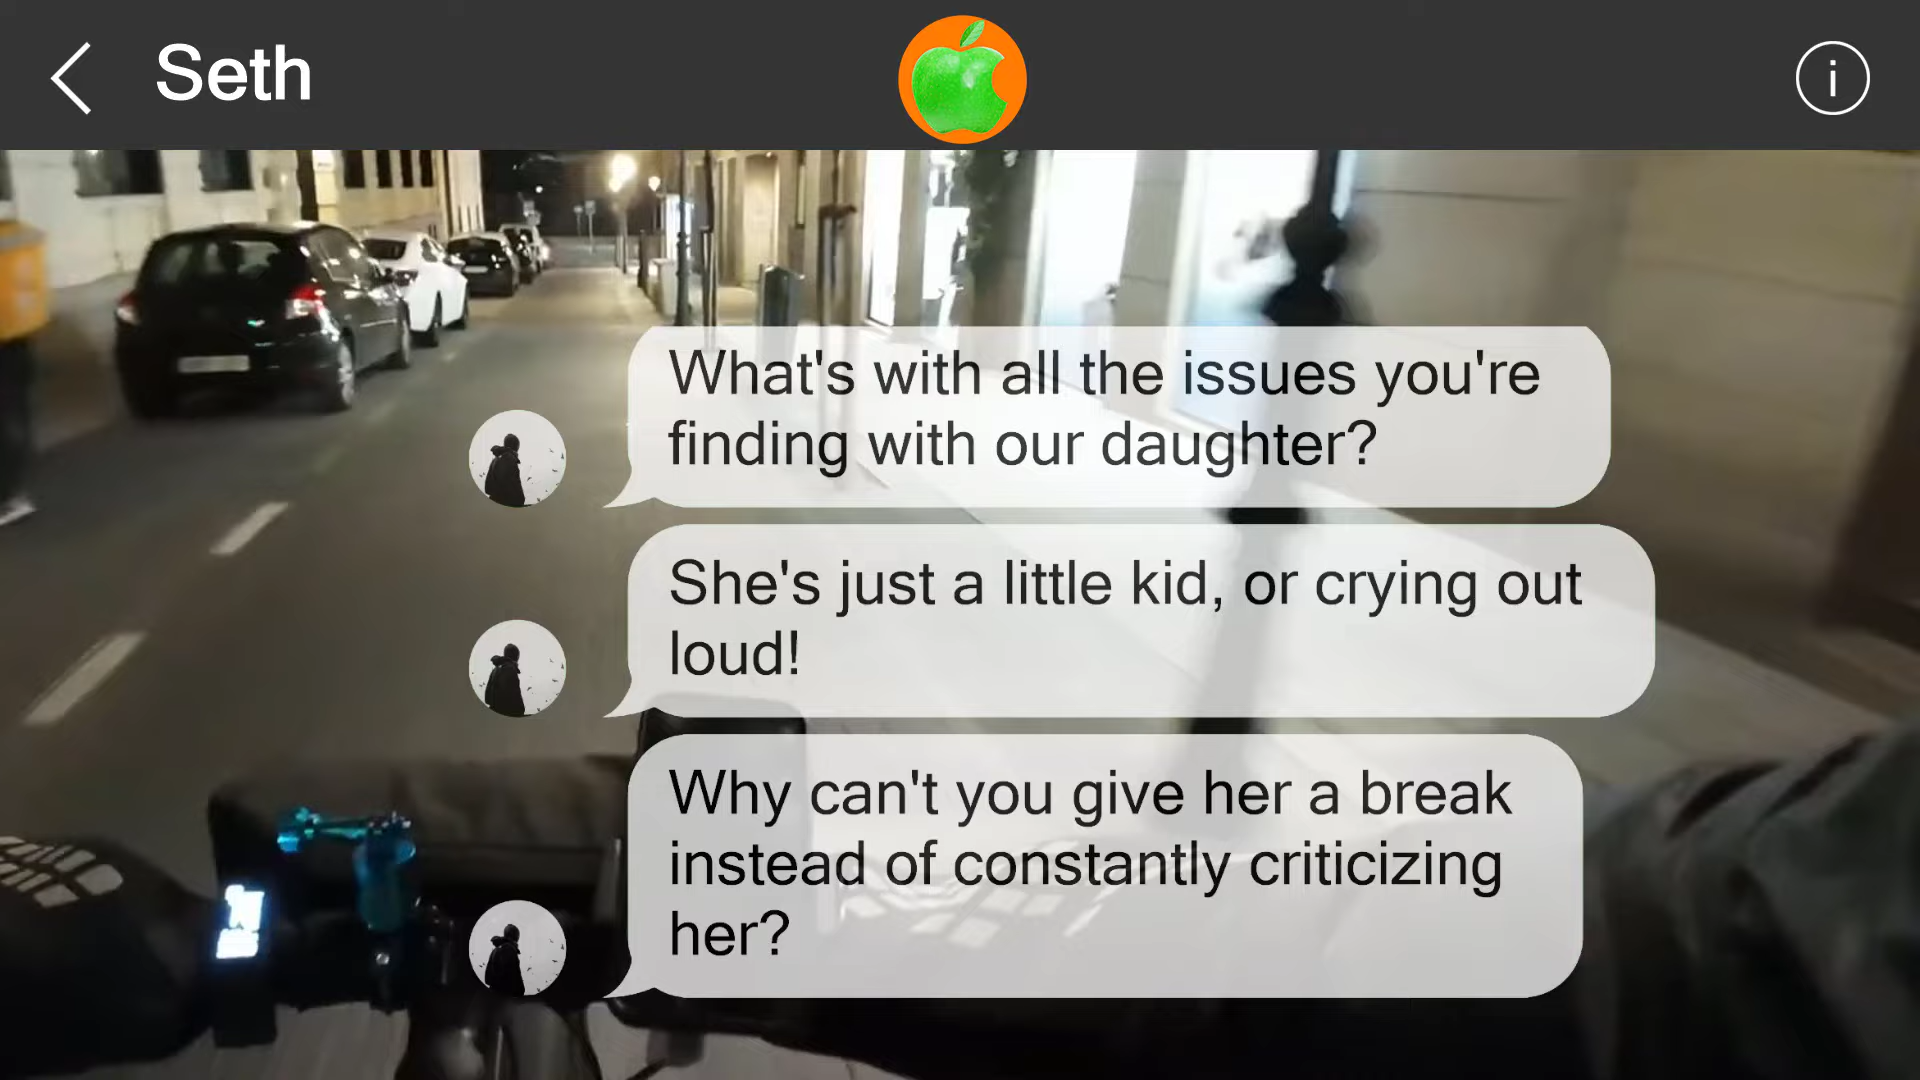 Seth
What's with all the issues you're
finding with our daughter?
She's just a little kid, or crying out
loud!
Why can't you give her a break
instead of constantly criticizing
her?